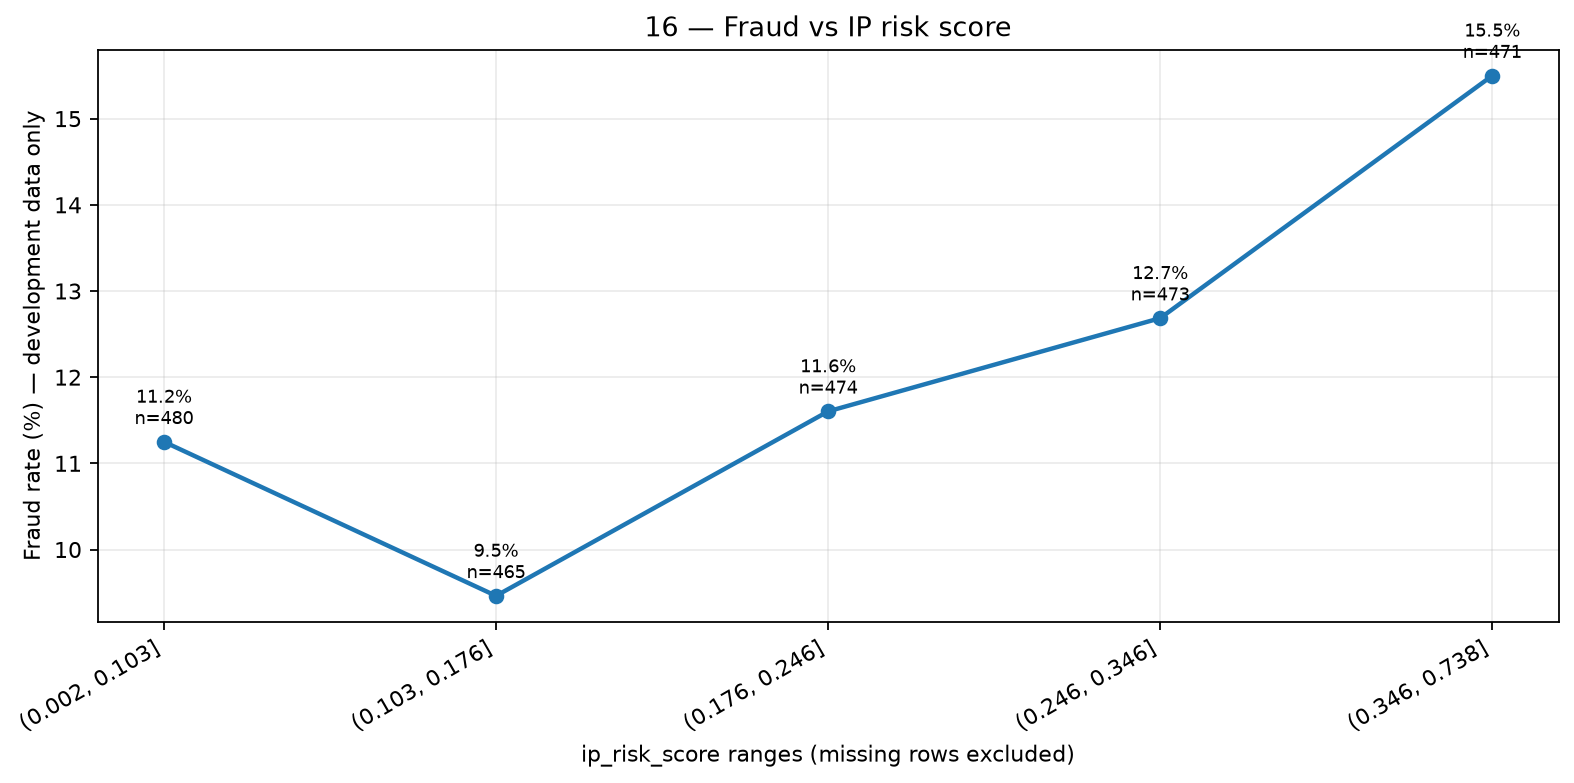 16 — Fraud vs IP risk score
Fraud rate (%) — development data only
15
14
13
12
11
10
11.2%
n=480
9.5%
n=465
11.6%
n=474
12.7%
n=473
15.5%
n=471
(0.002, 0.103]
(0.103, 0.176]
(0.176, 0.246]
(0.246, 0.346]
(0.346, 0.738]
ip_risk_score ranges (missing rows excluded)